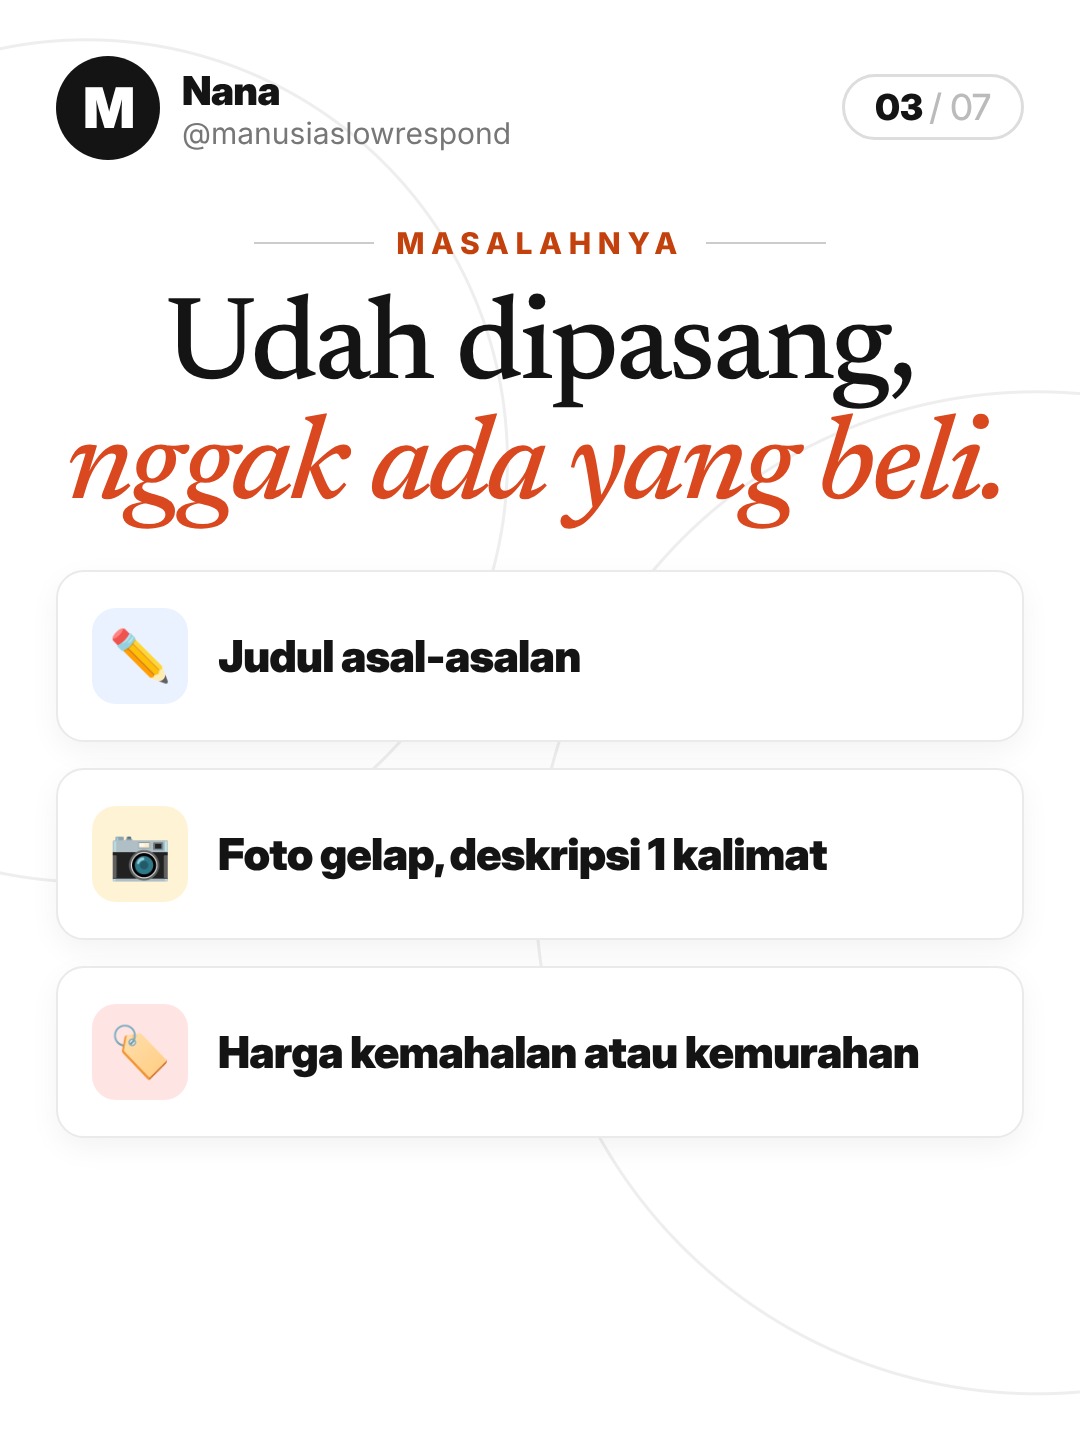 M
Nana
@manusiaslowrespond
03 / 07
MASALAHNYA
Udah dipasang,
nggak ada yang beli.
Judul asal-asalan
Foto gelap, deskripsi 1 kalimat
Harga kemahalan atau kemurahan